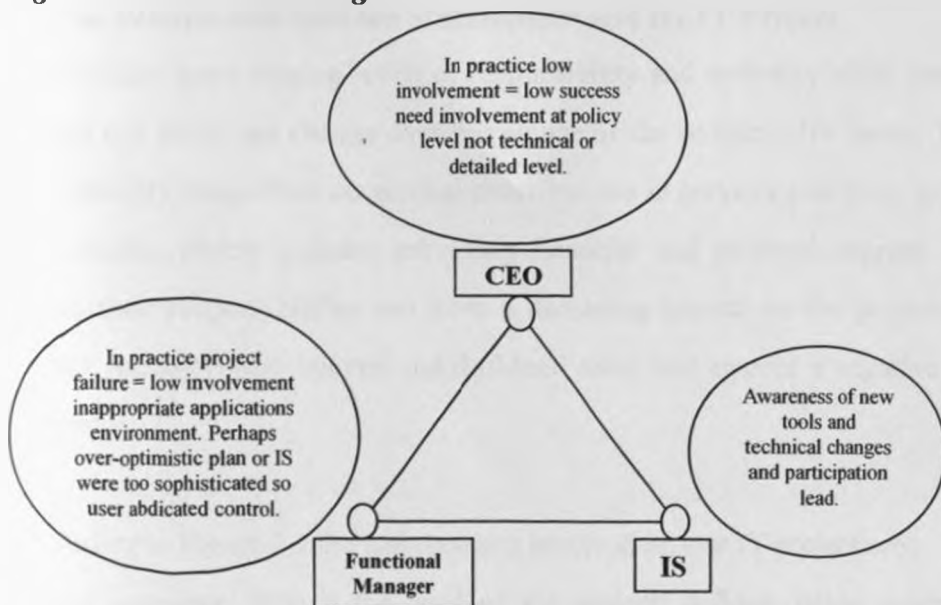 In practice low
involvement = low success
need involvement at policy
level not technical or
detailed level.
CEO
In practice project
failure = low involvement
inappropriate applications
environment. Perhaps
over-optimistic plan or IS
were too sophisticated so
user abdicated control.
Awareness of new
tools and
technical changes
and participation
lead.
Functional
Manager
IS